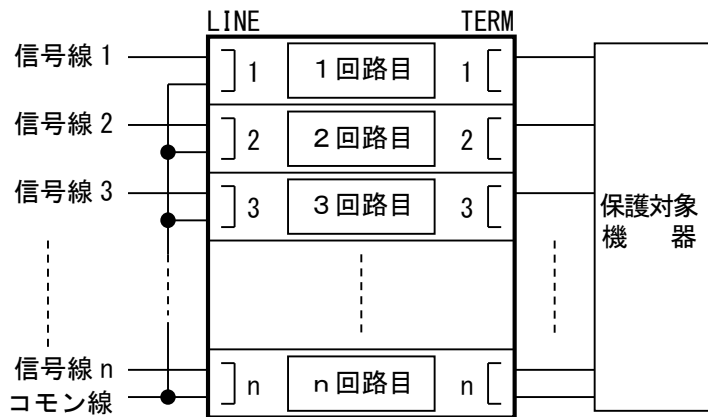 LINE TERM
信号線1 1 1回路目 1
信号線2 2 2回路目 2
信号線3 3 3回路目 3
保護対象
機 器
信号線n n n回路目 n
コモン線